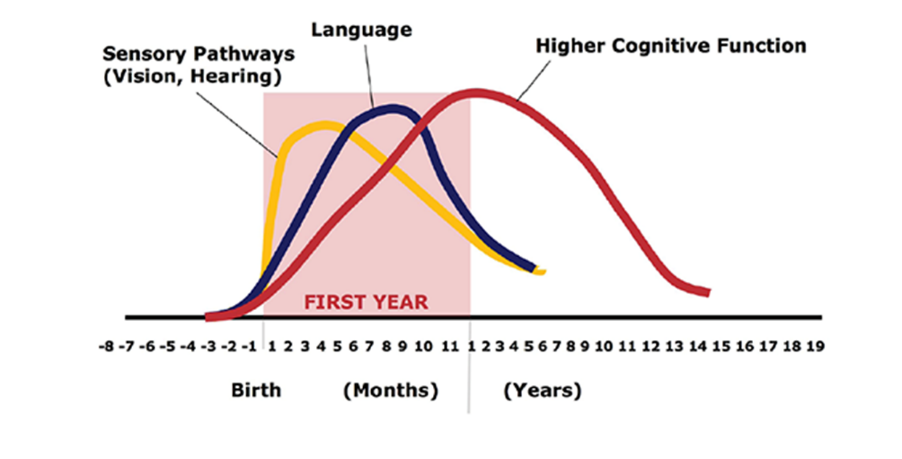 Language
Sensory Pathways
(Vision, Hearing)
Higher Cognitive Function
FIRST YEAR
-8 -7 -6 -5 -4 -3 -2 -1 1 2 3 4 5 6 7 8 9 10 11 1 2 3 4 5 6 7 8 9 10 11 12 13 14 15 16 17 18 19
Birth (Months) (Years)